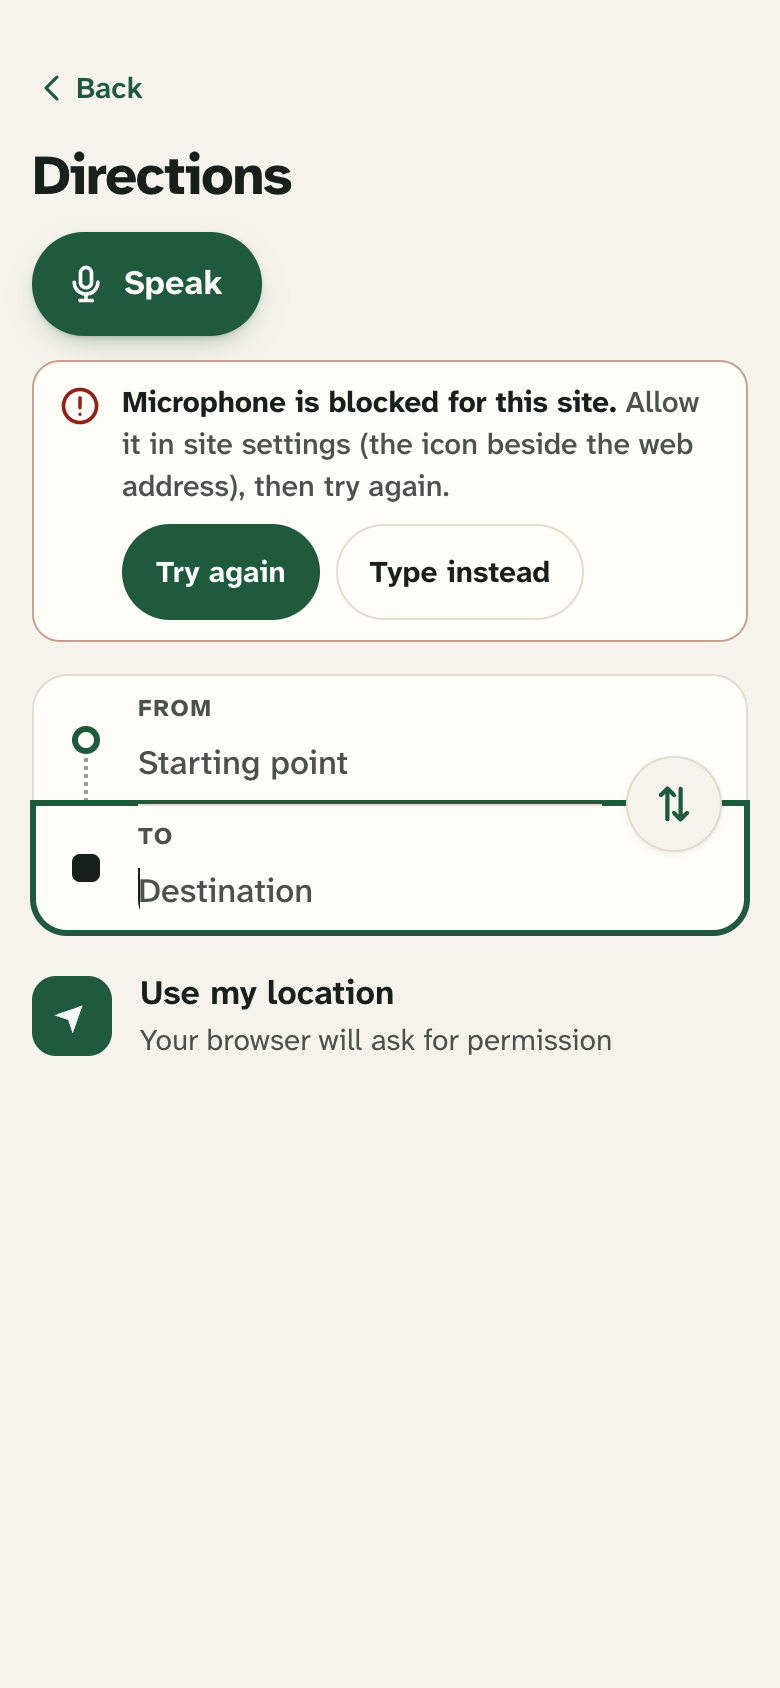 Back
Directions
Speak
Microphone is blocked for this site. Allow
it in site settings (the icon beside the web
address), then try again.
Try again
Type instead
FROM
Starting point
TO
Destination
Use my location
Your browser will ask for permission